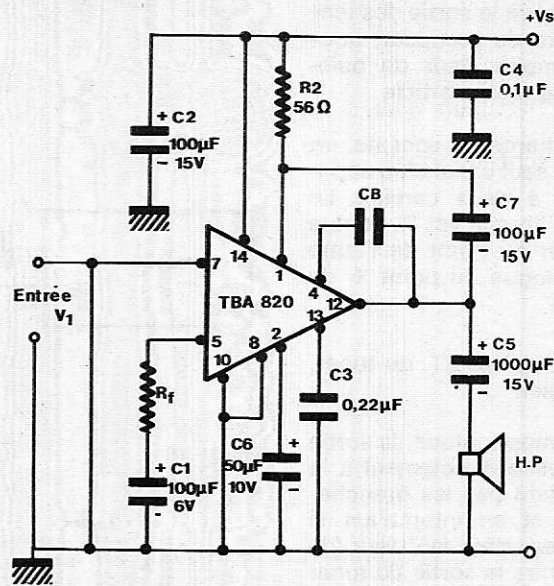 +Vs
C2
100µF
15V
R2
56Ω
C4
0,1µF
CB
C7
100µF
15V
14
1
4
7
TBA 820
12
Entrée
V1
5
10
8
2
13
C5
1000µF
15V
Rf
C3
0,22µF
C6
50µF
10V
C1
100µF
6V
H.P